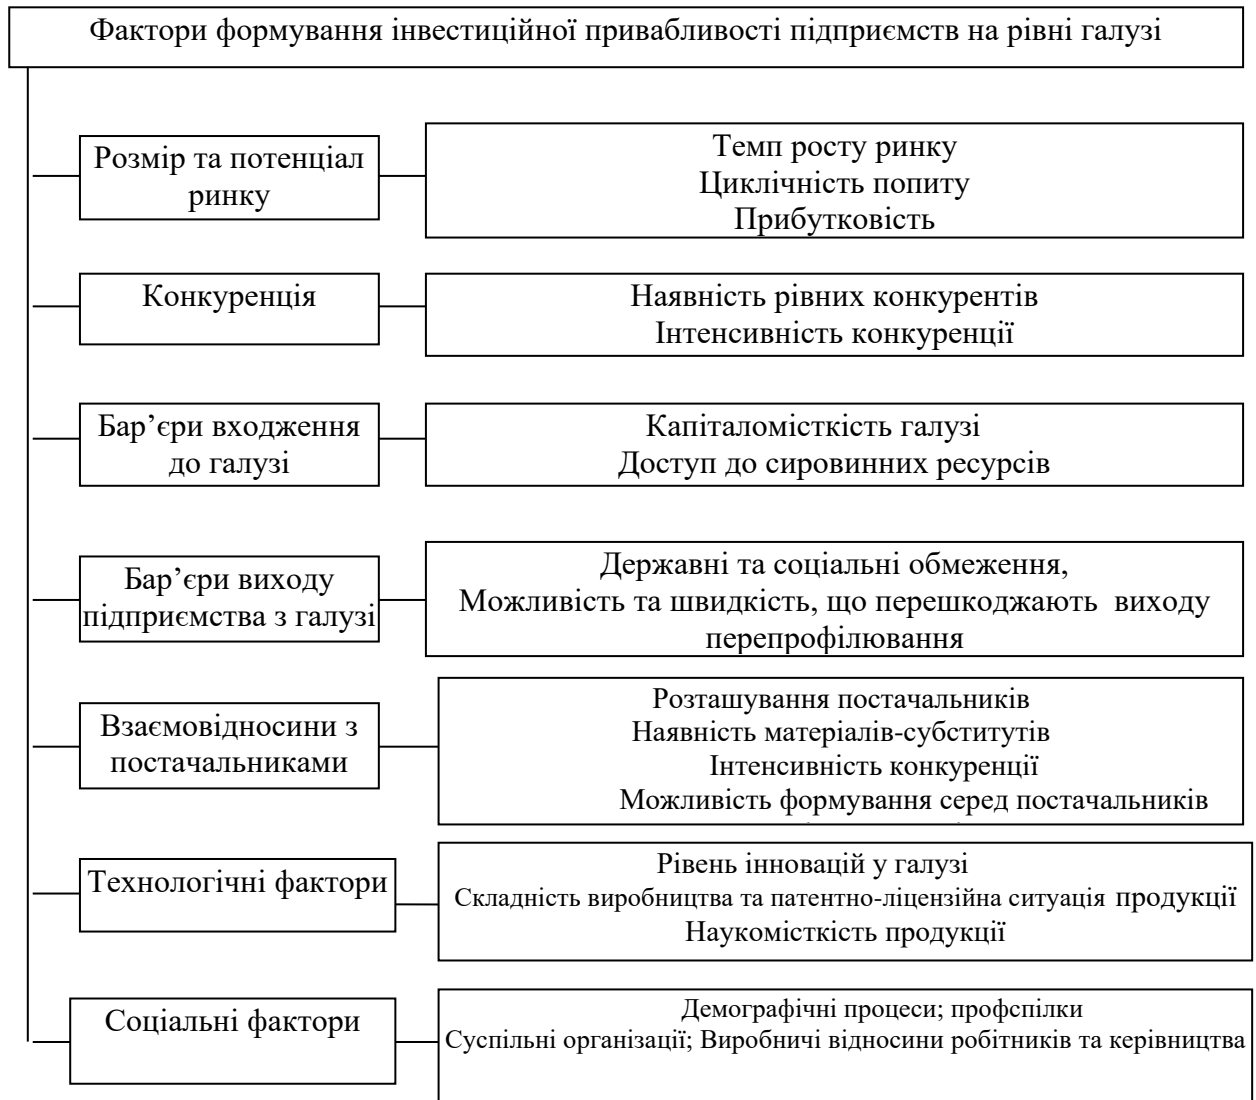 Фактори формування інвестиційної привабливості підприємств на рівні галузі
Розмір та потенціал
ринку
Темп росту ринку
Циклічність попиту
Прибутковість
Конкуренція
Наявність рівних конкурентів
Інтенсивність конкуренції
Бар’єри входження
до галузі
Капіталомісткість галузі
Доступ до сировинних ресурсів
Бар’єри виходу
підприємства з галузі
Державні та соціальні обмеження,
Можливість та швидкість, що перешкоджають виходу
перепрофілювання
Взаємовідносини з
постачальниками
Розташування постачальників
Наявність матеріалів-субститутів
Інтенсивність конкуренції
Можливість формування серед постачальників
Технологічні фактори
Рівень інновацій у галузі
Складність виробництва та патентно-ліцензійна ситуація продукції
Наукомісткість продукції
Соціальні фактори
Демографічні процеси; профспілки
Суспільні організації; Виробничі відносини робітників та керівництва